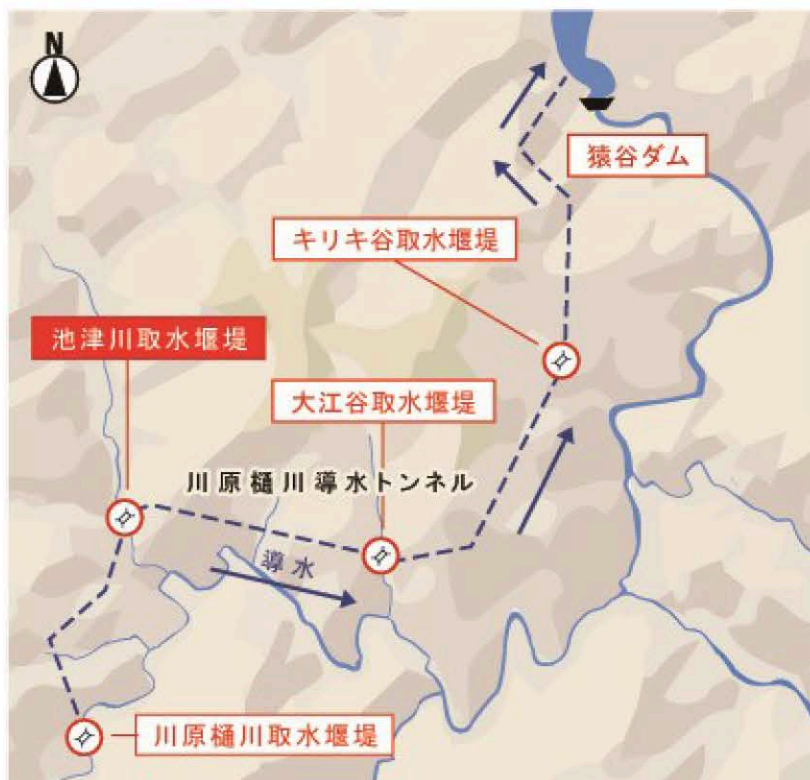 N
猿谷ダム
キリキ谷取水堰堤
池津川取水堰堤
大江谷取水堰堤
川原樋川導水トンネル
導水
川原樋川取水堰堤